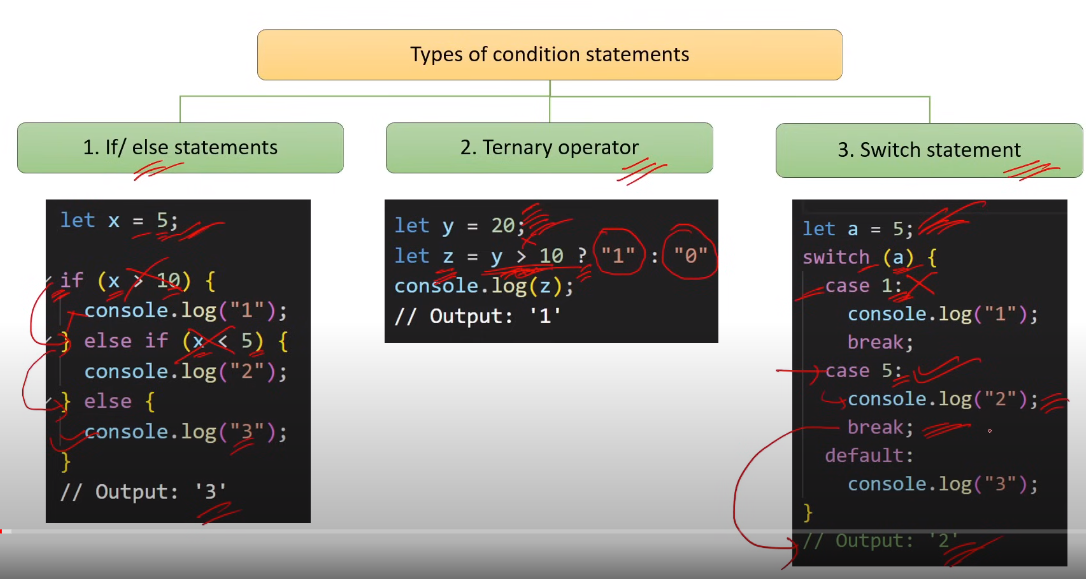 Types of condition statements
1. If/ else statements
let x = 5;
if (x > 10) {
console.log("1");
} else if (x < 5) {
console.log("2");
} else {
console.log("3");
}
// Output: '3'
2. Ternary operator
let y = 20;
let z = y > 10 ? "1" : "0"
console.log(z);
// Output: '1'
3. Switch statement
let a = 5;
switch (a) {
case 1:
console.log("1");
break;
case 5:
console.log("2");
break;
default:
console.log("3");
}
// Output: '2'